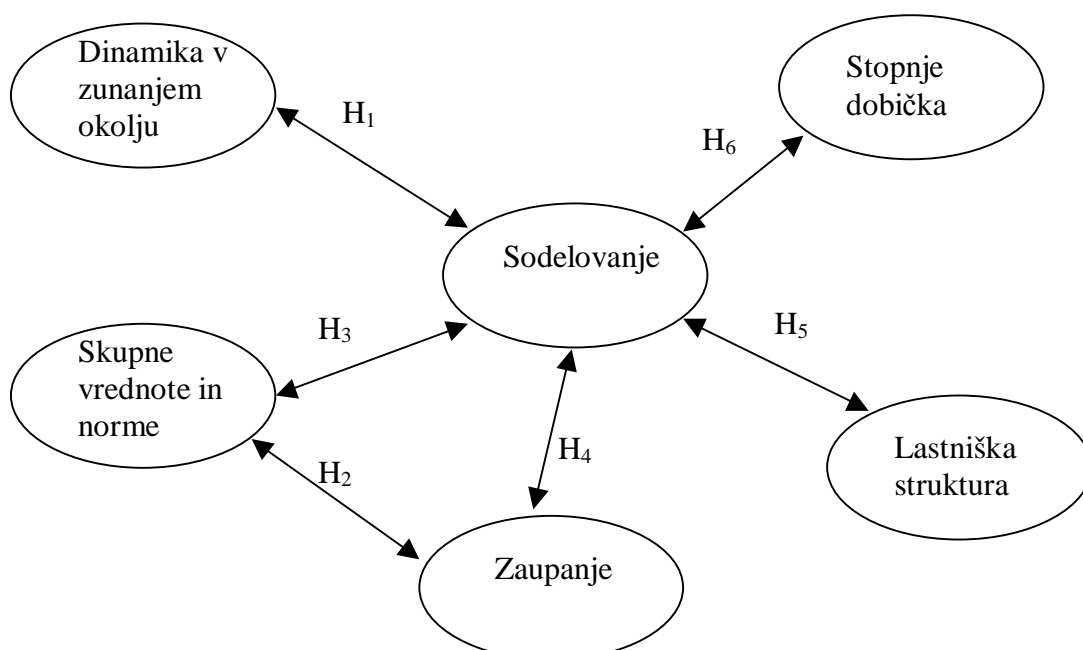 Dinamika v
zunanjem
okolju
H₁
Stopnje
dobička
H₆
Sodelovanje
H₃
H₅
Skupne
vrednote in
norme
H₂
H₄
Lastniška
struktura
Zaupanje